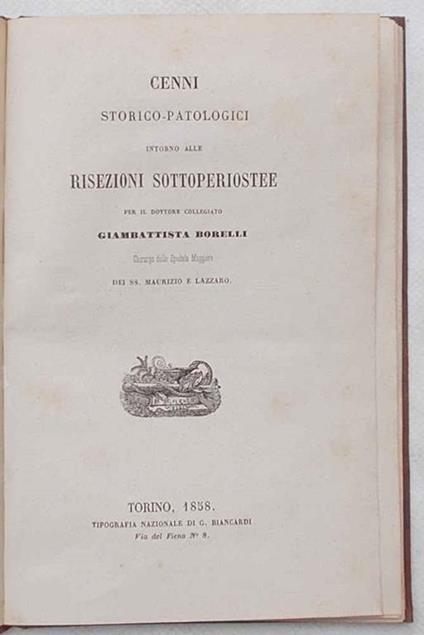 CENNI
STORICO-PATOLOGICI
INTORNO ALLE
RISEZIONI SOTTOPERIOSTEE
PER IL DOTTORE COLLEGIATO
GIAMBATTISTA BORELLI
Chirurgo dello Spedale Maggiore
DEI SS. MAURIZIO E LAZZARO.
TORINO, 1858.
TIPOGRAFIA NAZIONALE DI G. BIANCARDI
Via del Fieno Nº 8.